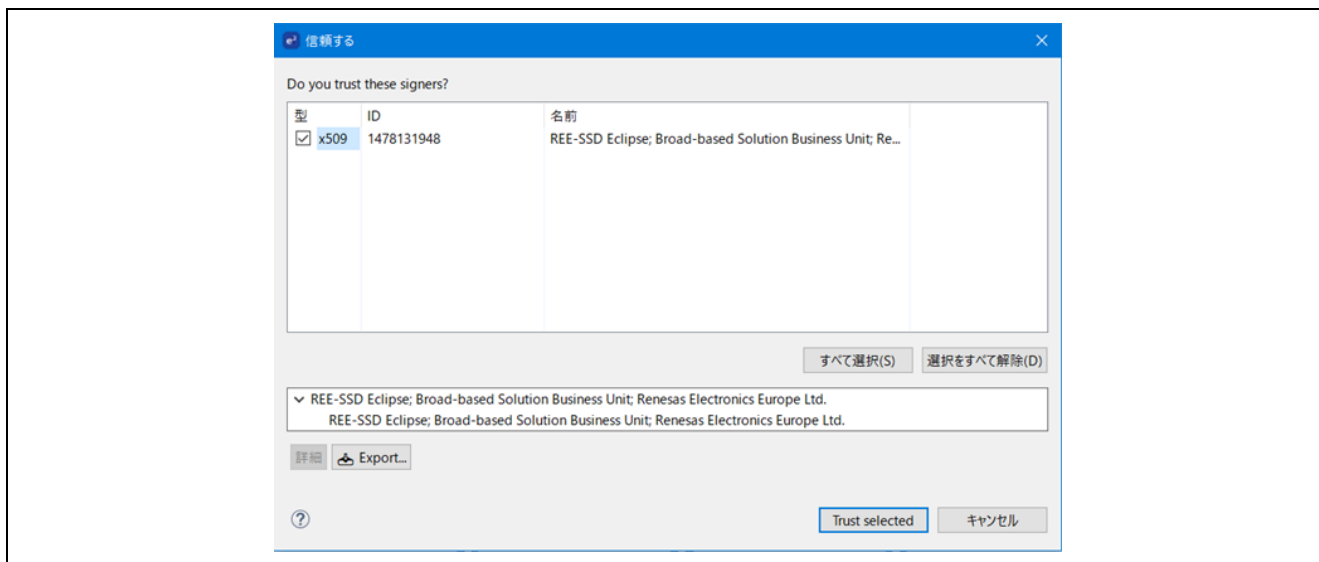 e² 信頼する
Do you trust these signers?
型 ID 名前
x509 1478131948 REE-SSD Eclipse; Broad-based Solution Business Unit; Re...
すべて選択(S) 選択をすべて解除(D)
REE-SSD Eclipse; Broad-based Solution Business Unit; Renesas Electronics Europe Ltd.
REE-SSD Eclipse; Broad-based Solution Business Unit; Renesas Electronics Europe Ltd.
詳細 Export...
? Trust selected キャンセル